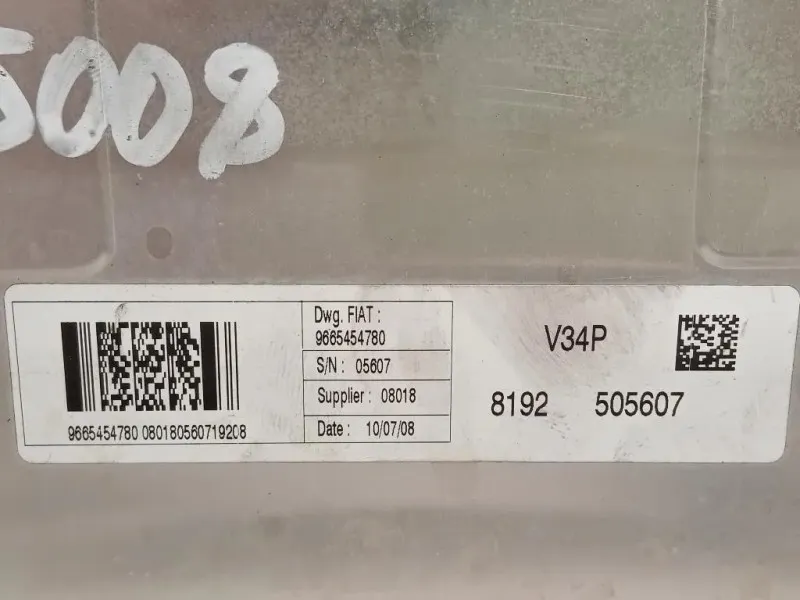 5008
Dwg. FIAT :
9665454780
S/N : 05607
Supplier : 08018
Date : 10/07/08
9665454780 080180560719208
V34P
8192 505607